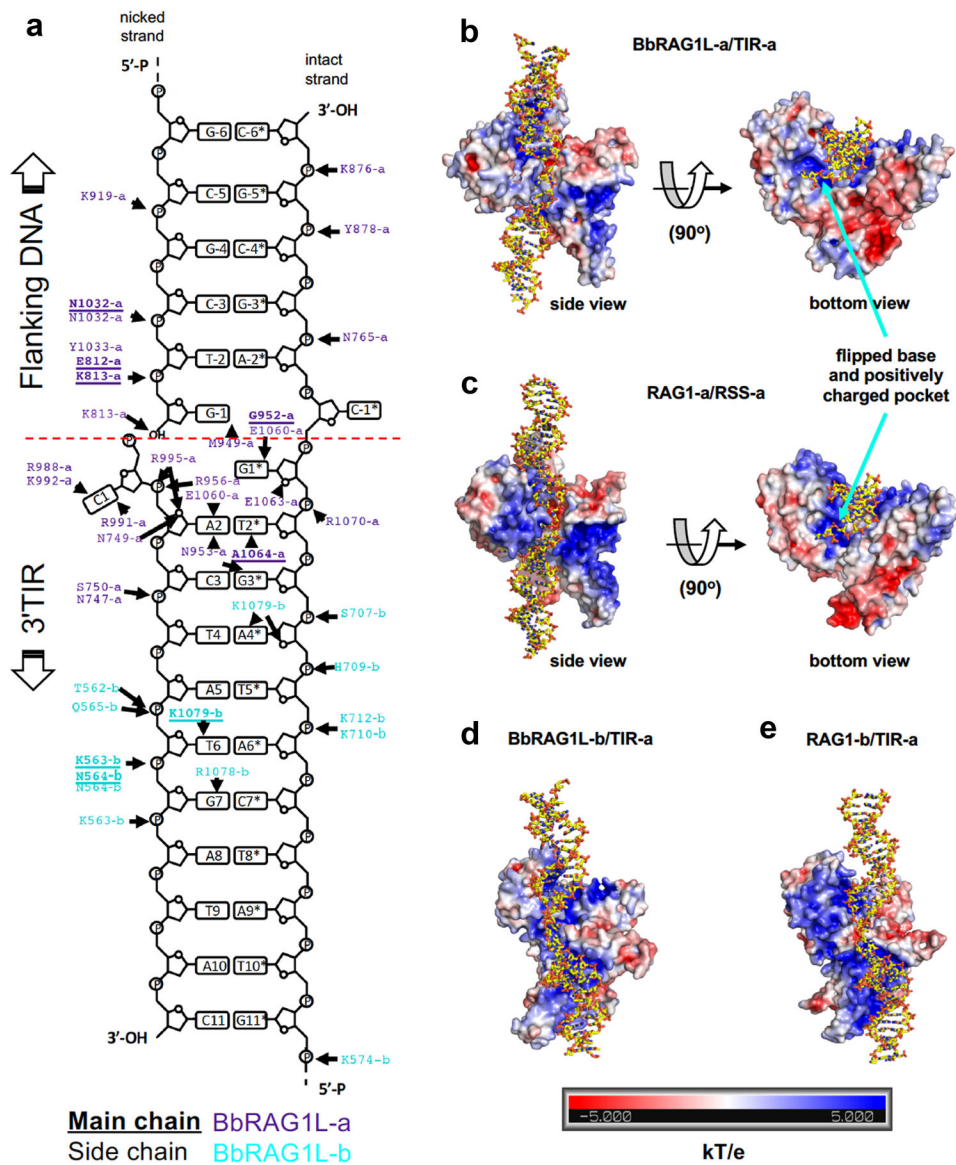 a
nicked
strand
intact
strand
5'-P
P
3'-OH
G-6 C-6*
P
P
K876-a
K919-a
C-5 G-5*
P
P
Y878-a
G-4 C-4*
P
P
N1032-a
N1032-a
C-3 G-3*
P
P
N765-a
Y1033-a
E812-a
K813-a
T-2 A-2*
P
P
K813-a
G-1
C-1*
OH
G952-a
E1060-a
M949-a
P
R995-a
G1*
R988-a
K992-a
C1
P
R956-a
E1060-a
E1063-a
P
R1070-a
R991-a
N749-a
A2 T2*
N953-a
A1064-a
P
P
S750-a
N747-a
C3 G3*
P
K1079-b
P
S707-b
T4 A4*
P
P
H709-b
T562-b
Q565-b
A5 T5*
P
K1079-b
P
K712-b
K710-b
T6 A6*
K563-b
N564-b
N564-b
P
R1078-b
P
G7 C7*
K563-b
P
P
A8 T8*
P
P
T9 A9*
P
P
A10 T10*
P
P
C11 G11*
3'-OH
P
K574-b
5'-P
Flanking DNA
3'TIR
Main chain BbRAG1L-a
Side chain BbRAG1L-b
b
BbRAG1L-a/TIR-a
(90º)
side view
bottom view
flipped base
and positively
charged pocket
c
RAG1-a/RSS-a
(90º)
side view
bottom view
d
BbRAG1L-b/TIR-a
e
RAG1-b/TIR-a
-5.000 5.000
kT/e